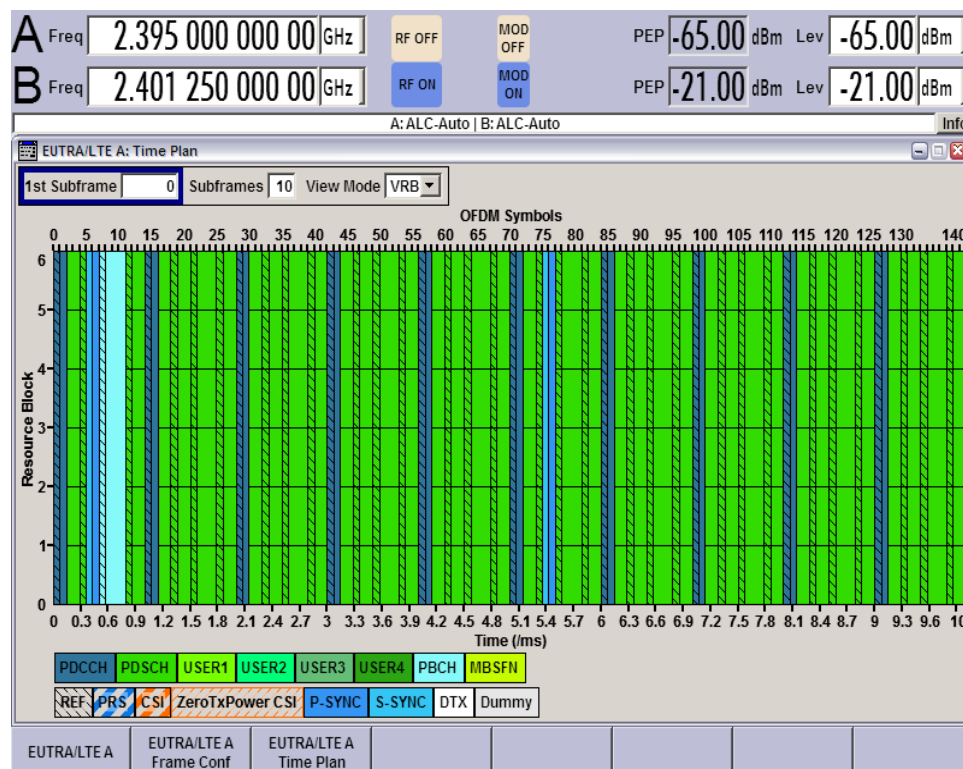 A Freq 2.395 000 000 00 GHz RF OFF MOD OFF PEP -65.00 dBm Lev -65.00 dBm
B Freq 2.401 250 000 00 GHz RF ON MOD ON PEP -21.00 dBm Lev -21.00 dBm
A: ALC-Auto | B: ALC-Auto Info
EUTRA/LTE A: Time Plan
1st Subframe 0 Subframes 10 View Mode VRB
OFDM Symbols
0 5 10 15 20 25 30 35 40 45 50 55 60 65 70 75 80 85 90 95 100 105 110 115 120 125 130 140
6
5
4
3
2
1
0
Resource Block
0 0.3 0.6 0.9 1.2 1.5 1.8 2.1 2.4 2.7 3 3.3 3.6 3.9 4.2 4.5 4.8 5.1 5.4 5.7 6 6.3 6.6 6.9 7.2 7.5 7.8 8.1 8.4 8.7 9 9.3 9.6 10
Time (/ms)
PDCCH PDSCH USER1 USER2 USER3 USER4 PBCH MBSFN
REF PRS CSI ZeroTxPower CSI P-SYNC S-SYNC DTX Dummy
EUTRA/LTE A
EUTRA/LTE A Frame Conf
EUTRA/LTE A Time Plan